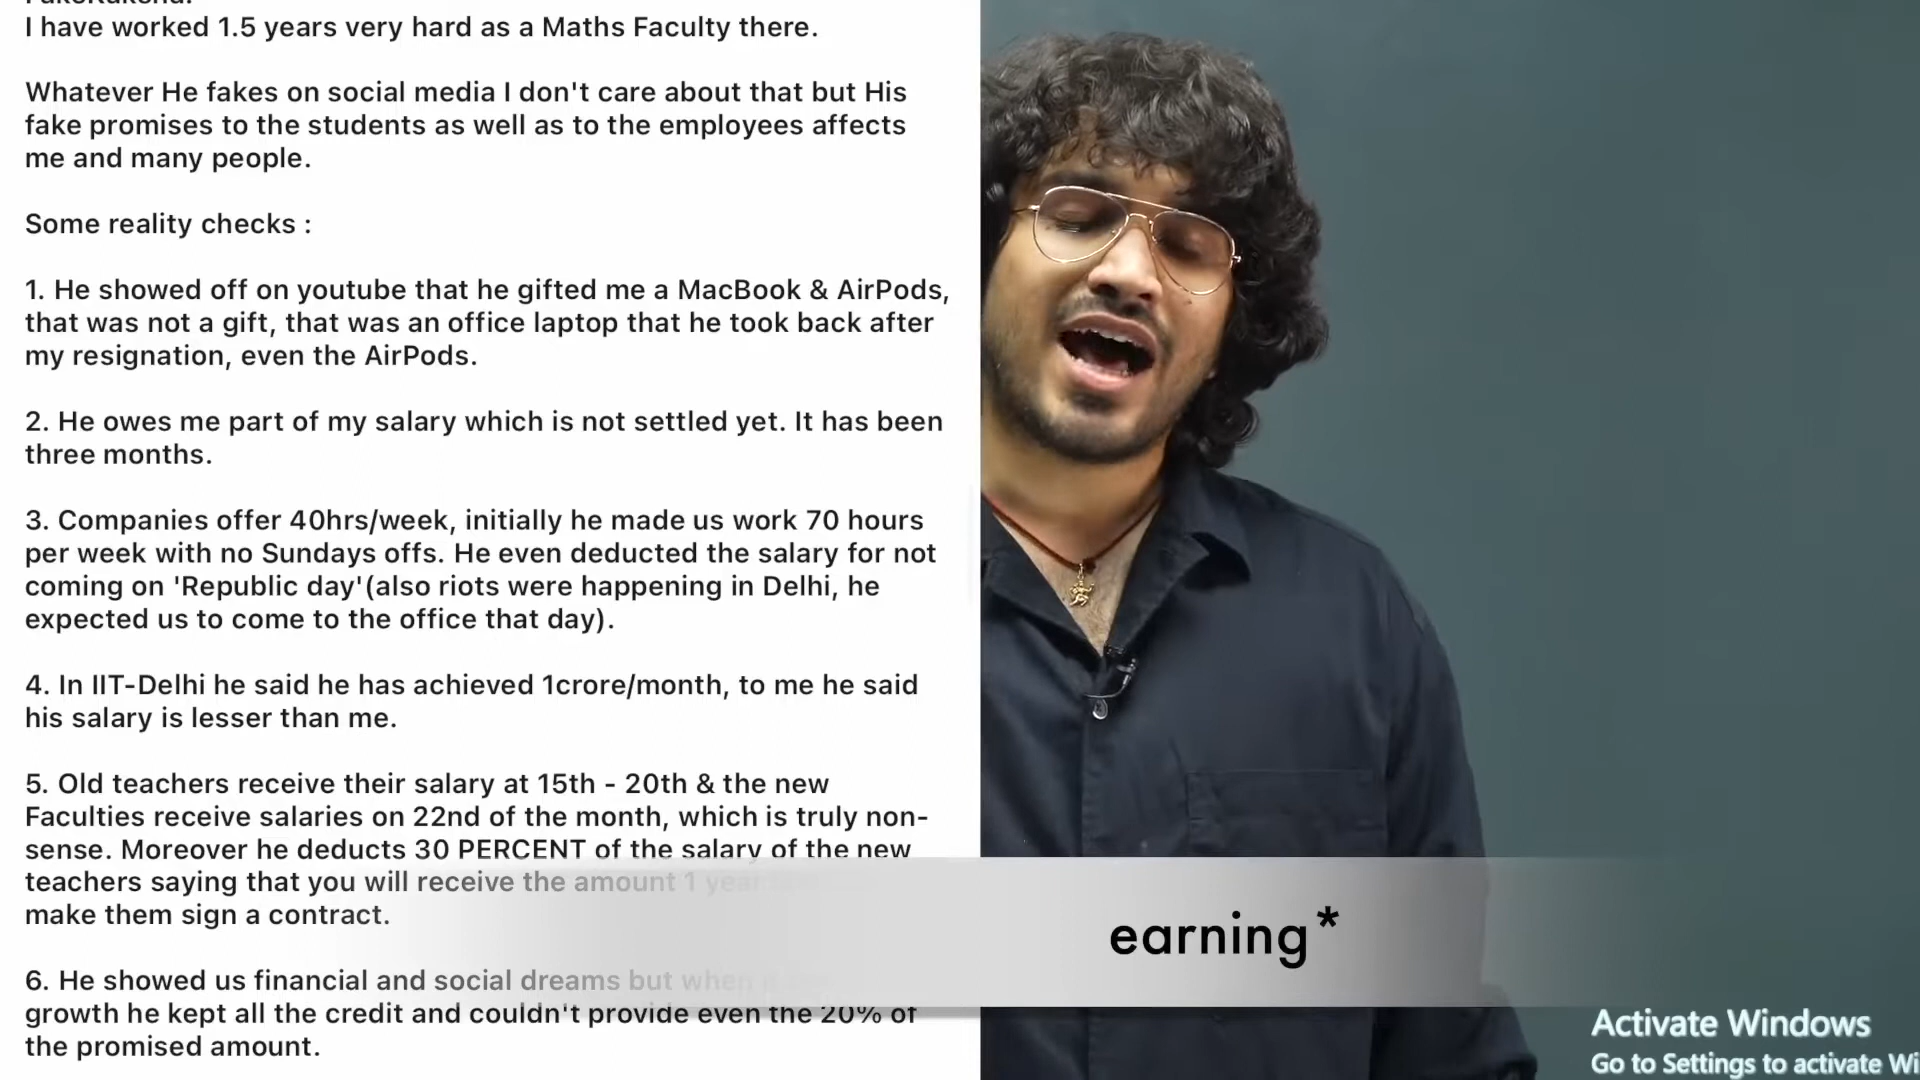 I have worked 1.5 years very hard as a Maths Faculty there.
Whatever He fakes on social media I don't care about that but His
fake promises to the students as well as to the employees affects
me and many people.
Some reality checks :
1. He showed off on youtube that he gifted me a MacBook & AirPods,
that was not a gift, that was an office laptop that he took back after
my resignation, even the AirPods.
2. He owes me part of my salary which is not settled yet. It has been
three months.
3. Companies offer 40hrs/week, initially he made us work 70 hours
per week with no Sundays offs. He even deducted the salary for not
coming on 'Republic day'(also riots were happening in Delhi, he
expected us to come to the office that day).
4. In IIT-Delhi he said he has achieved 1crore/month, to me he said
his salary is lesser than me.
5. Old teachers receive their salary at 15th - 20th & the new
Faculties receive salaries on 22nd of the month, which is truly non-
sense. Moreover he deducts 30 PERCENT of the salary of the new
teachers saying that you will receive the amount 1 year
make them sign a contract.
6. He showed us financial and social dreams but when
growth he kept all the credit and couldn't provide even the 20% of
the promised amount.
earning*
Activate Windows
Go to Settings to activate Wi